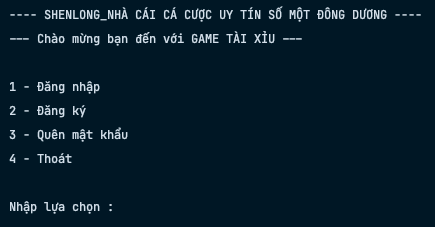 ---- SHENLONG_NHÀ CÁI CÁ CƯỢC UY TÍN SỐ MỘT ĐÔNG DƯƠNG ----
--- Chào mừng bạn đến với GAME TÀI XỈU ---
1 - Đăng nhập
2 - Đăng ký
3 - Quên mật khẩu
4 - Thoát
Nhập lựa chọn :